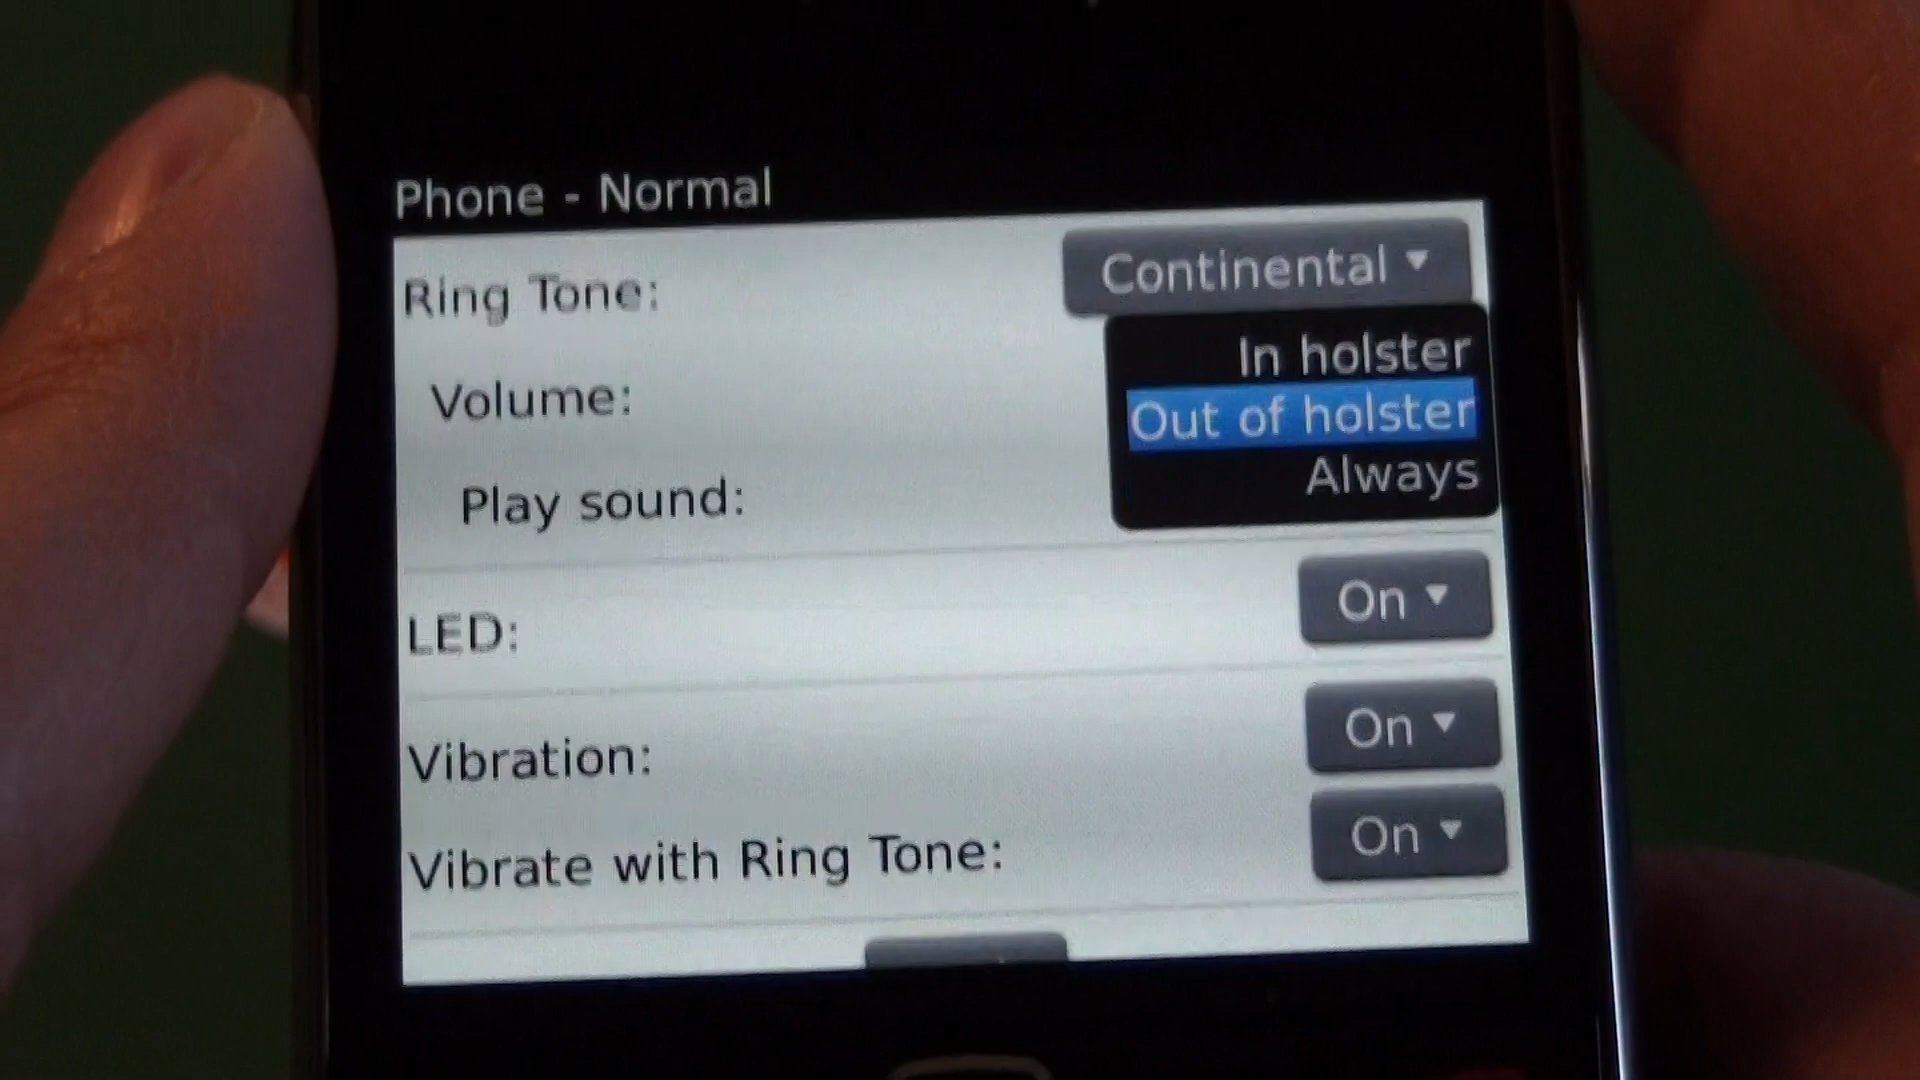 Phone - Normal
Ring Tone: Continental
In holster
Volume:
Out of holster
Always
Play sound:
LED: On
Vibration: On
Vibrate with Ring Tone: On